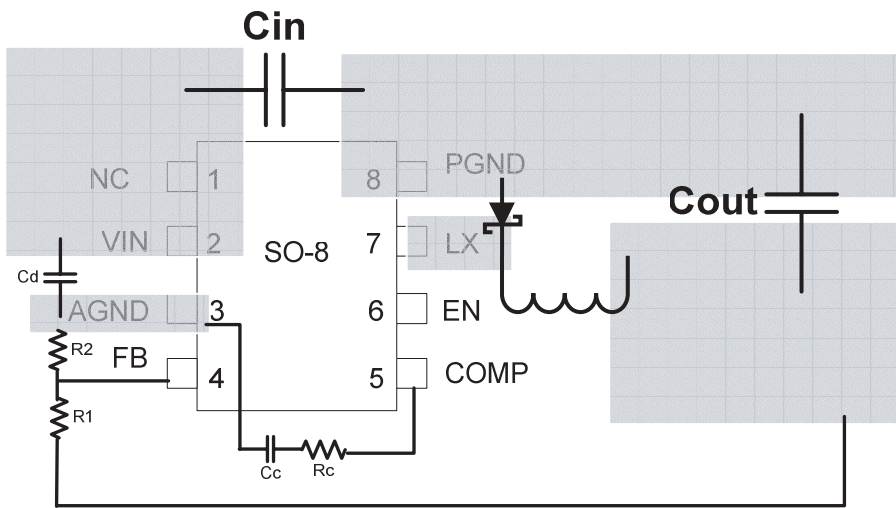 Cin
NC 1 8 PGND
VIN 2 SO-8 7 LX
Cout
Cd
AGND 3 6 EN
R2
FB 4 5 COMP
R1
Cc Rc